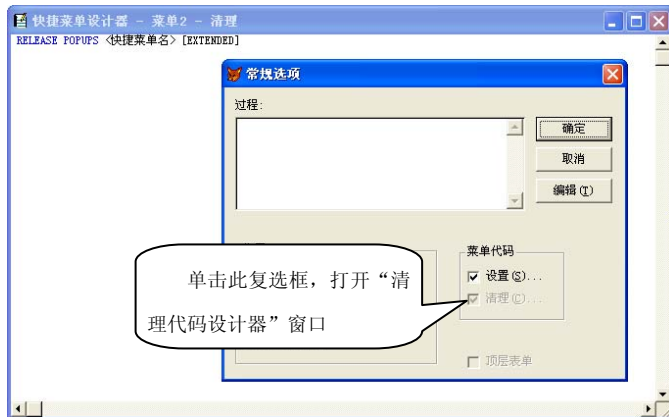 快捷菜单设计器 - 菜单2 - 清理
RELEASE POPUPS <快捷菜单名> [EXTENDED]
常规选项
过程:
确定
取消
编辑(T)
菜单代码
设置(S)...
清理(C)...
顶层表单
单击此复选框，打开“清
理代码设计器”窗口